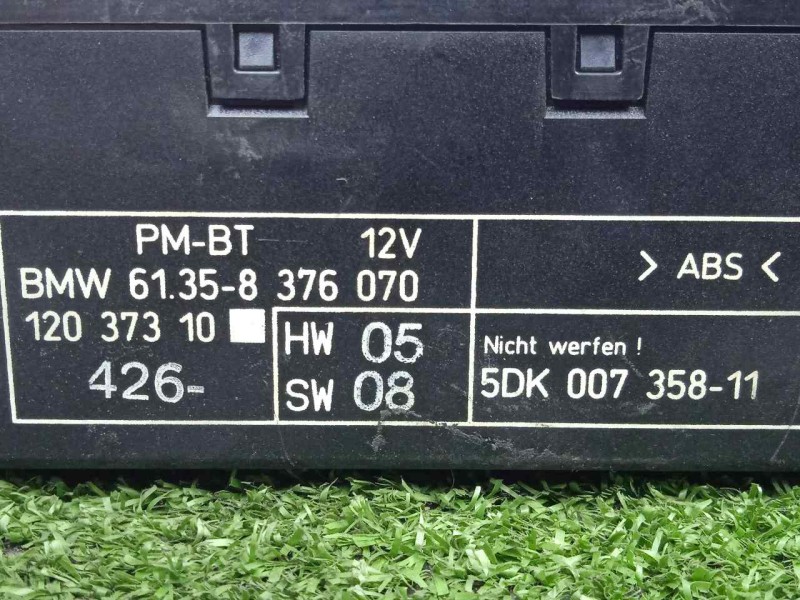 PM-BT 12V
BMW 61.35-8 376 070
120 373 10
426-
HW 05
SW 08
> ABS <
Nicht werfen !
5DK 007 358-11